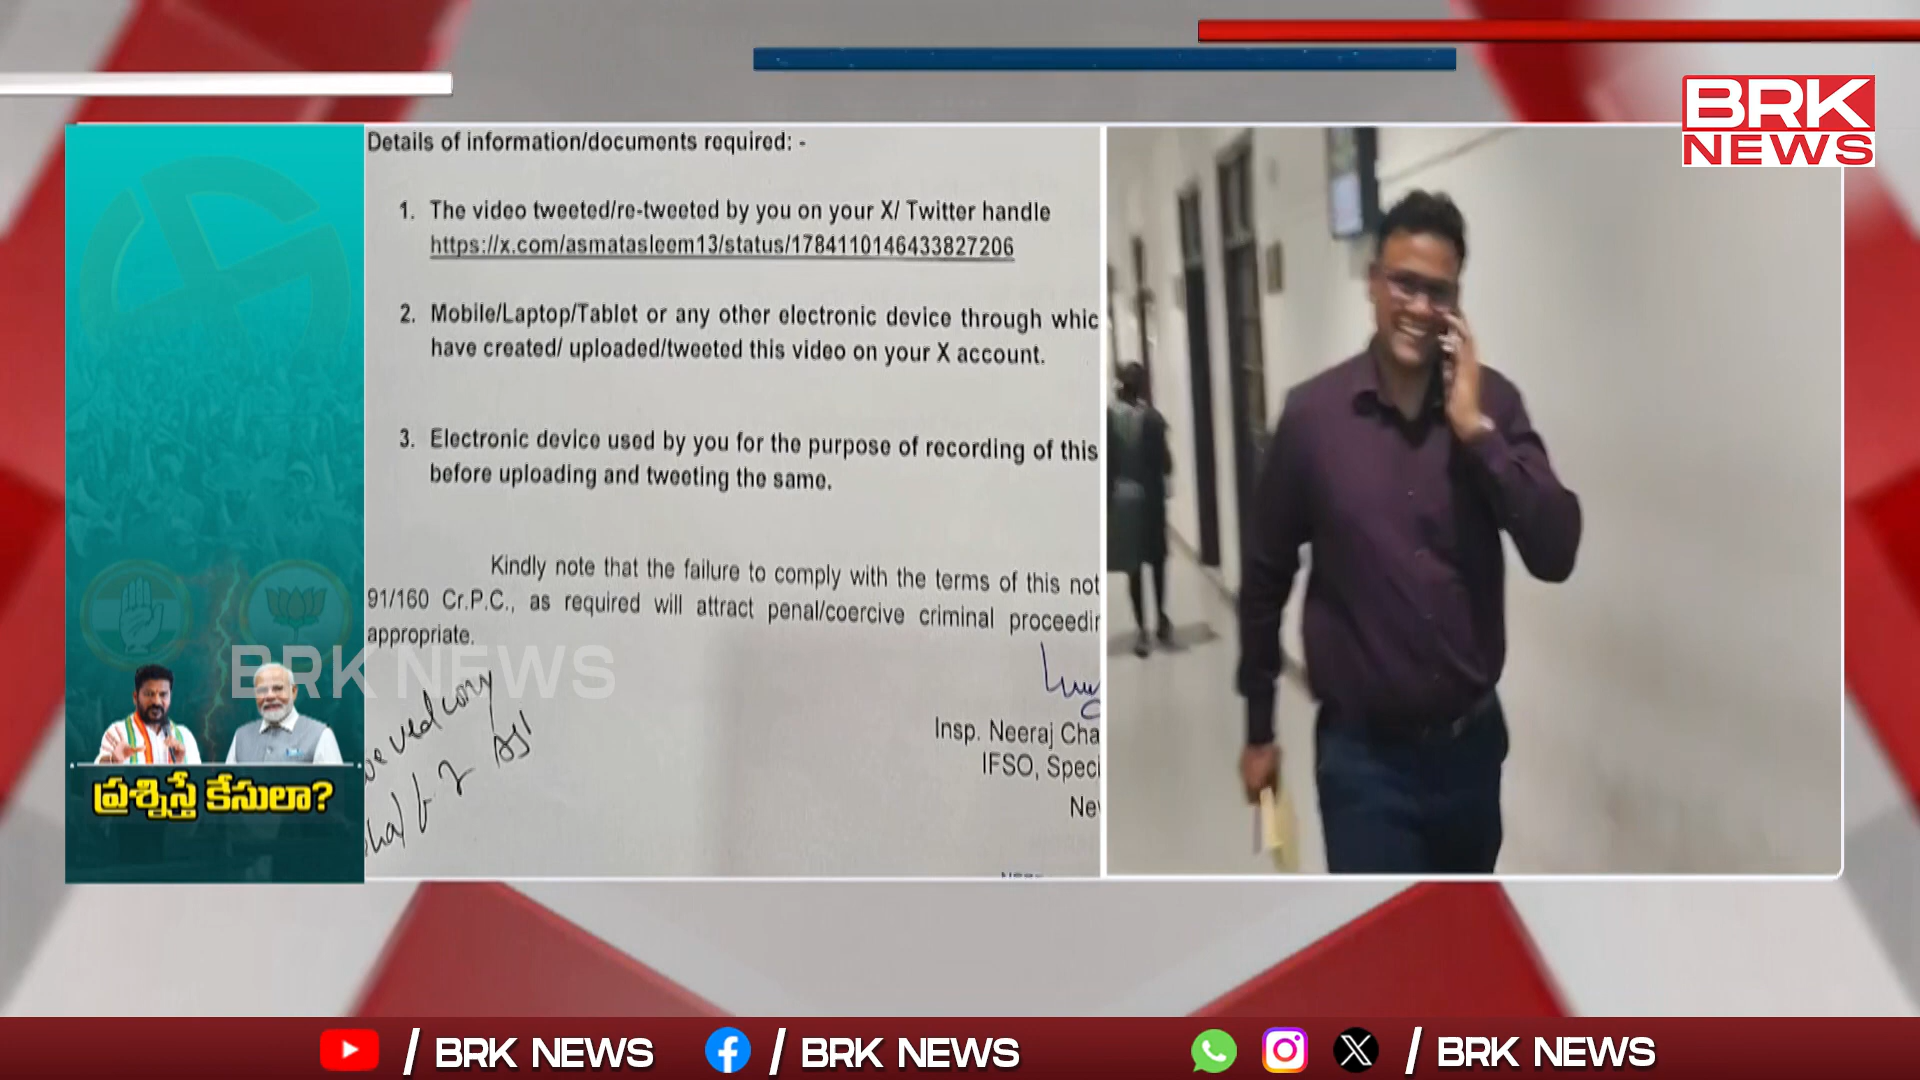 BRK
NEWS
Details of information/documents required: -
1. The video tweeted/re-tweeted by you on your X/ Twitter handle
https://x.com/asmatasleem13/status/1784110146433827206
2. Mobile/Laptop/Tablet or any other electronic device through whic
have created/ uploaded/tweeted this video on your X account.
3. Electronic device used by you for the purpose of recording of this
before uploading and tweeting the same.
Kindly note that the failure to comply with the terms of this not
91/160 Cr.P.C., as required will attract penal/coercive criminal proceedin
appropriate.
BRK NEWS
Insp. Neeraj Cha
IFSO, Speci
New
ప్రశ్నిస్తే కేసులా?
/ BRK NEWS
/ BRK NEWS
/ BRK NEWS